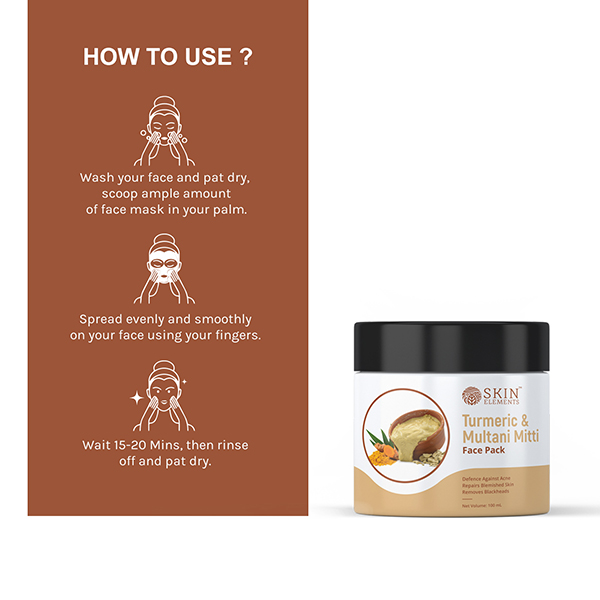 HOW TO USE ?
Wash your face and pat dry,
scoop ample amount
of face mask in your palm.
Spread evenly and smoothly
on your face using your fingers.
Wait 15-20 Mins, then rinse
off and pat dry.
SKIN™
ELEMENTS
Turmeric &
Multani Mitti
Face Pack
Defence Against Acne
Repairs Blemished Skin
Removes Blackheads
Net Volume: 100 mL